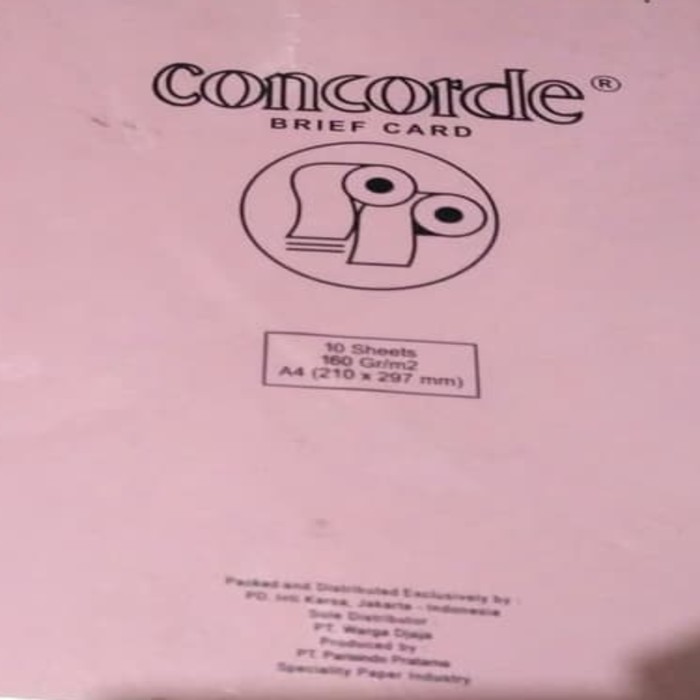 Concorde®
BRIEF CARD
10 Sheets
160 Gr/m2
A4 (210 x 297 mm)
Packed and Distributed Exclusively by :
PD. Inti Karsa, Jakarta - Indonesia
Sole Distributor
PT. Warga Djaja
Produced by
PT. Parisindo Pratama
Speciality Paper Industry